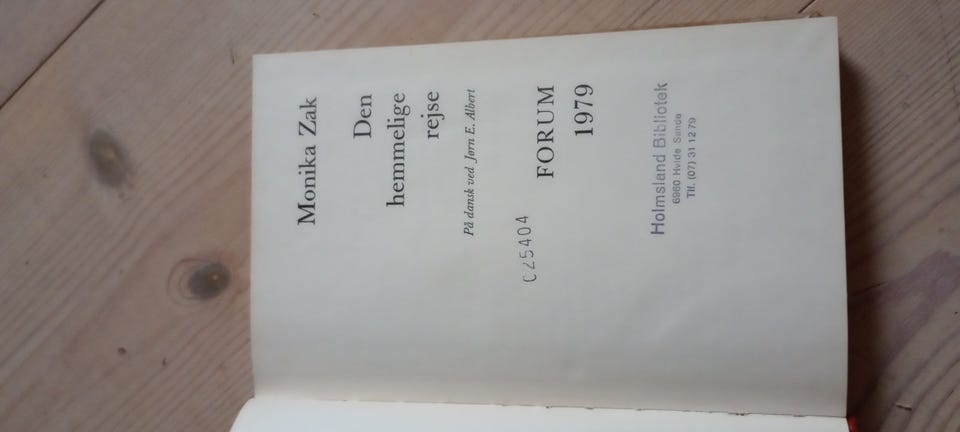 Monika Zak
Den
hemmelige
rejse
På dansk ved Jørn E. Albert
FORUM
1979
C25404
Holmsland Bibliotek
6960 Hvide Sande
Tlf. (07) 31 12 79